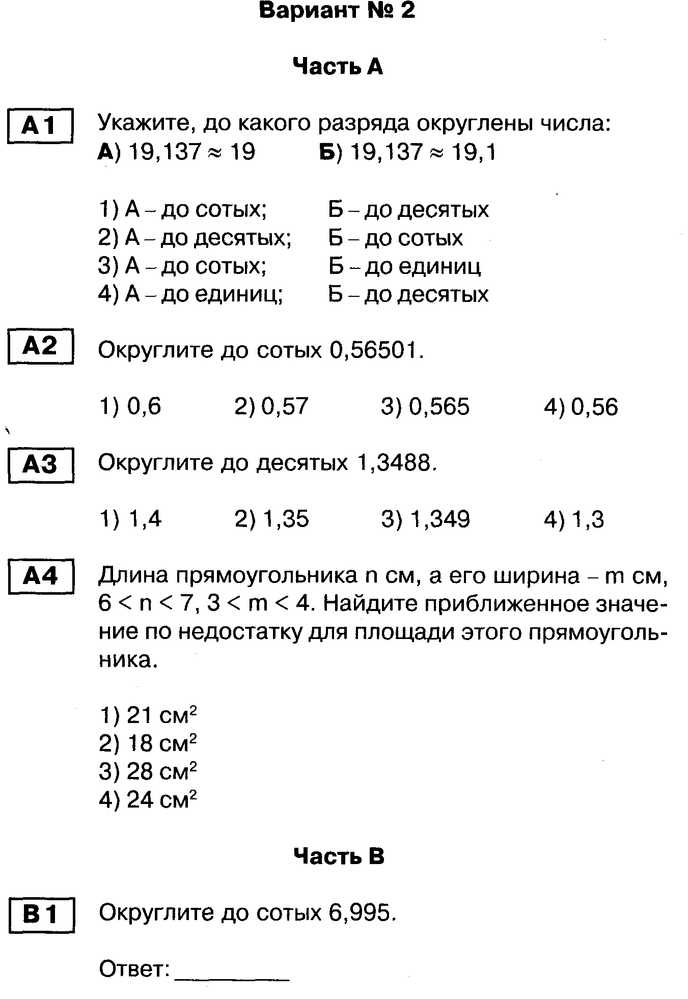 Вариант № 2
Часть А
А1 Укажите, до какого разряда округлены числа:
А) 19,137 ≈ 19 Б) 19,137 ≈ 19,1
1) А – до сотых; Б – до десятых
2) А – до десятых; Б – до сотых
3) А – до сотых; Б – до единиц
4) А – до единиц; Б – до десятых
А2 Округлите до сотых 0,56501.
1) 0,6 2) 0,57 3) 0,565 4) 0,56
А3 Округлите до десятых 1,3488.
1) 1,4 2) 1,35 3) 1,349 4) 1,3
А4 Длина прямоугольника n см, а его ширина – m см,
6 < n < 7, 3 < m < 4. Найдите приближенное значе-
ние по недостатку для площади этого прямоуголь-
ника.
1) 21 см²
2) 18 см²
3) 28 см²
4) 24 см²
Часть В
В1 Округлите до сотых 6,995.
Ответ: